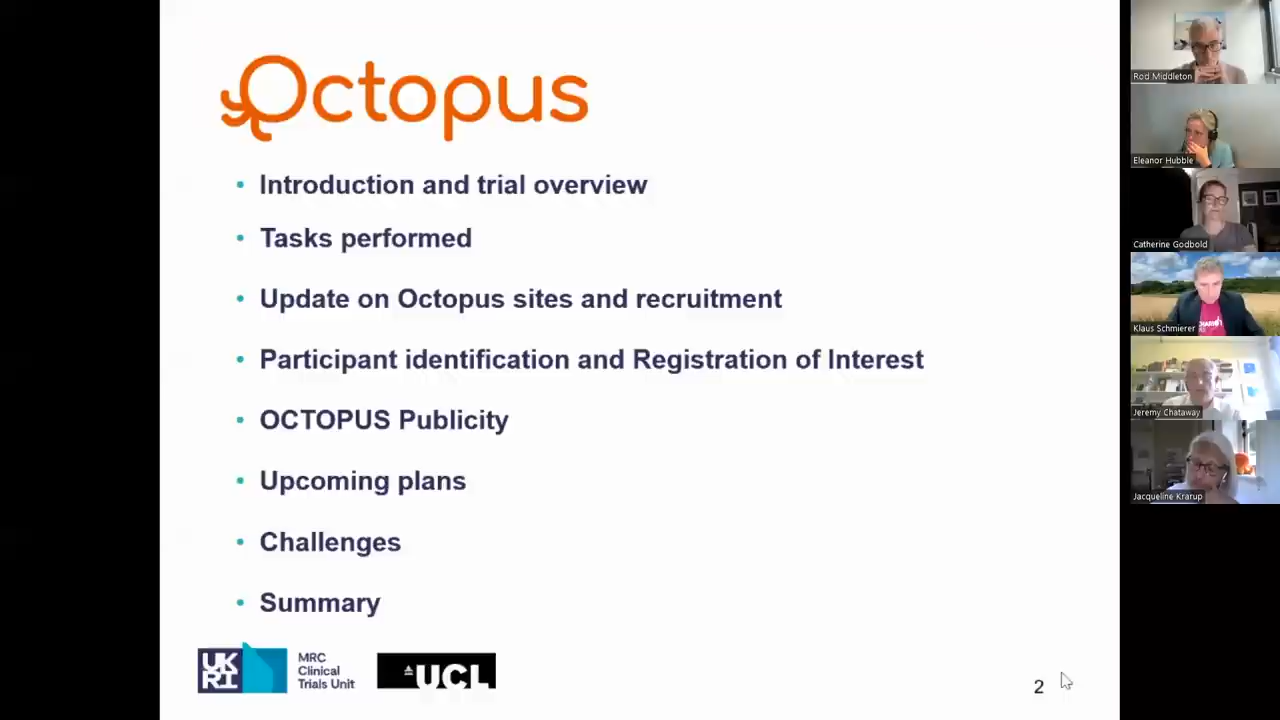 Octopus
• Introduction and trial overview
• Tasks performed
• Update on Octopus sites and recruitment
• Participant identification and Registration of Interest
• OCTOPUS Publicity
• Upcoming plans
• Challenges
• Summary
UKRI
MRC
Clinical
Trials Unit
UCL
2
Rod Middleton
Eleanor Hubble
Catherine Godbold
Klaus Schmierer
Jeremy Chataway
Jacqueline Krarup